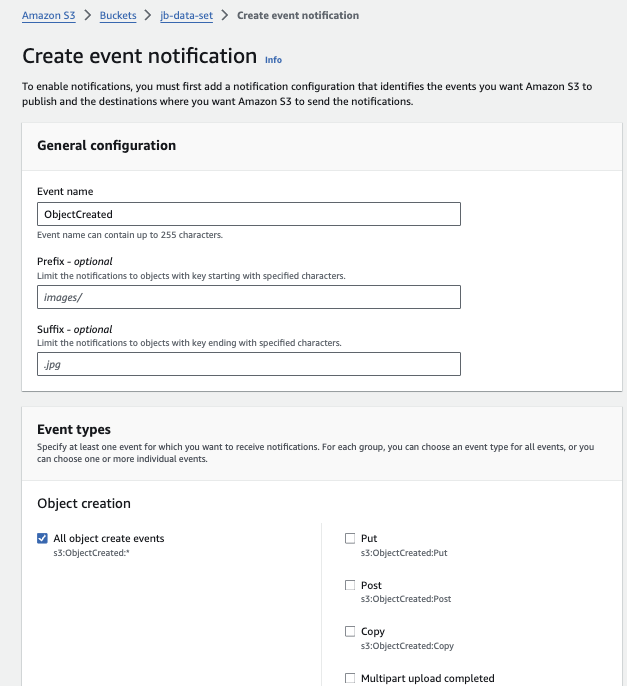 Amazon S3 > Buckets > jb-data-set > Create event notification
Create event notification Info
To enable notifications, you must first add a notification configuration that identifies the events you want Amazon S3 to
publish and the destinations where you want Amazon S3 to send the notifications.
General configuration
Event name
ObjectCreated
Event name can contain up to 255 characters.
Prefix - optional
Limit the notifications to objects with key starting with specified characters.
images/
Suffix - optional
Limit the notifications to objects with key ending with specified characters.
.jpg
Event types
Specify at least one event for which you want to receive notifications. For each group, you can choose an event type for all events, or you
can choose one or more individual events.
Object creation
All object create events
s3:ObjectCreated:*
Put
s3:ObjectCreated:Put
Post
s3:ObjectCreated:Post
Copy
s3:ObjectCreated:Copy
Multipart upload completed